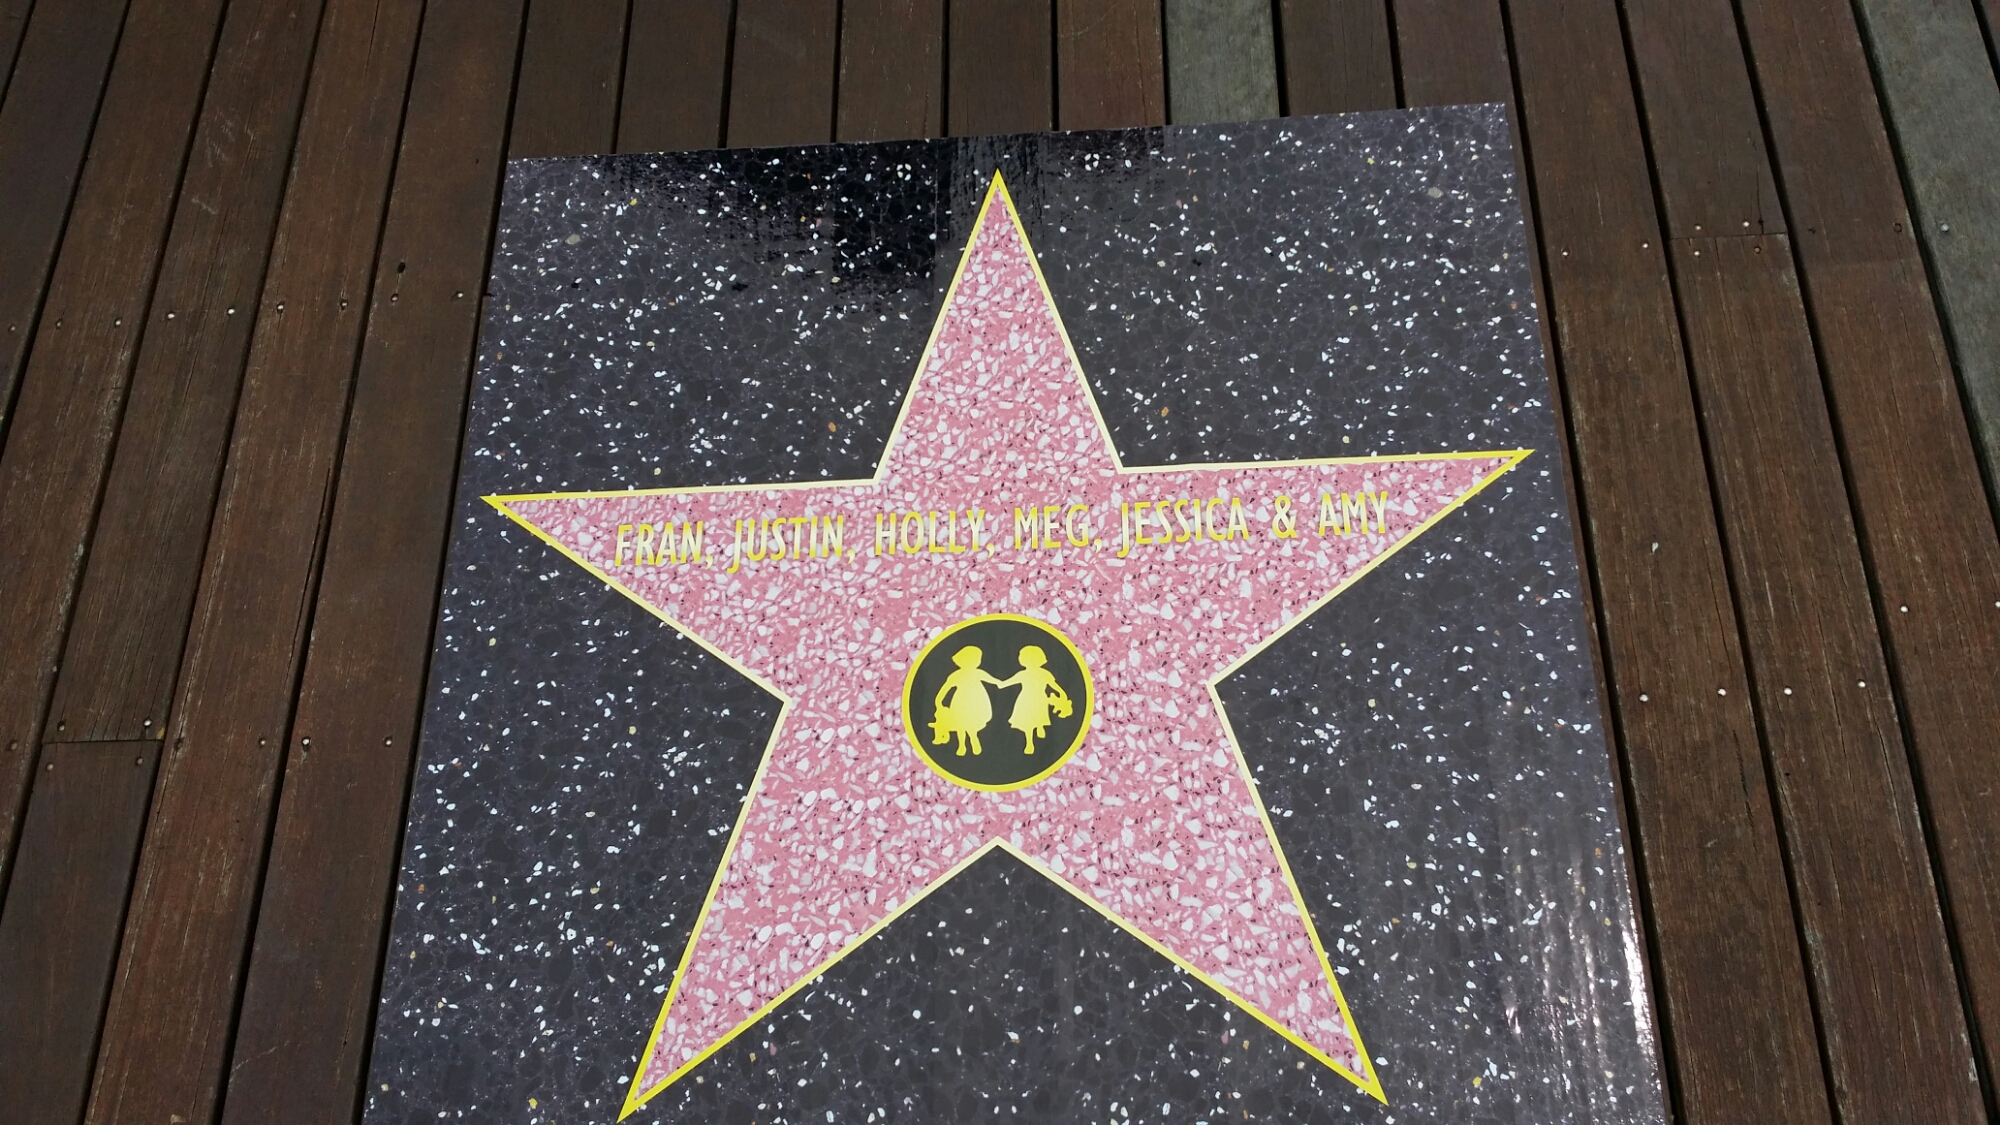 FRAN, JUSTIN, HOLLY, MEG, JESSICA & AMY